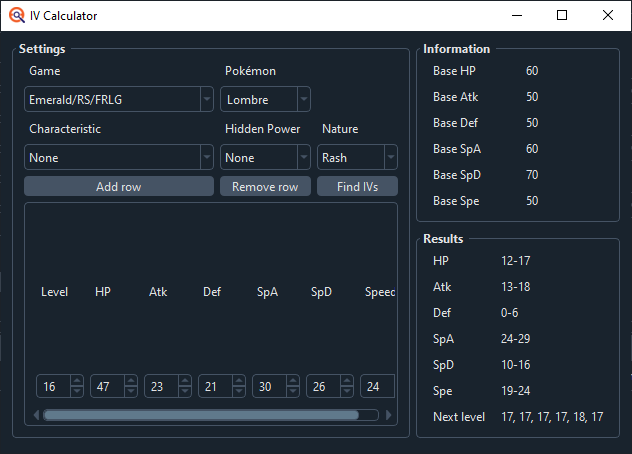 IV Calculator
Settings
Game Pokémon
Emerald/RS/FRLG Lombre
Characteristic Hidden Power Nature
None None Rash
Add row Remove row Find IVs
Level HP Atk Def SpA SpD Speed
16 47 23 21 30 26 24
Information
Base HP 60
Base Atk 50
Base Def 50
Base SpA 60
Base SpD 70
Base Spe 50
Results
HP 12-17
Atk 13-18
Def 0-6
SpA 24-29
SpD 10-16
Spe 19-24
Next level 17, 17, 17, 17, 18, 17